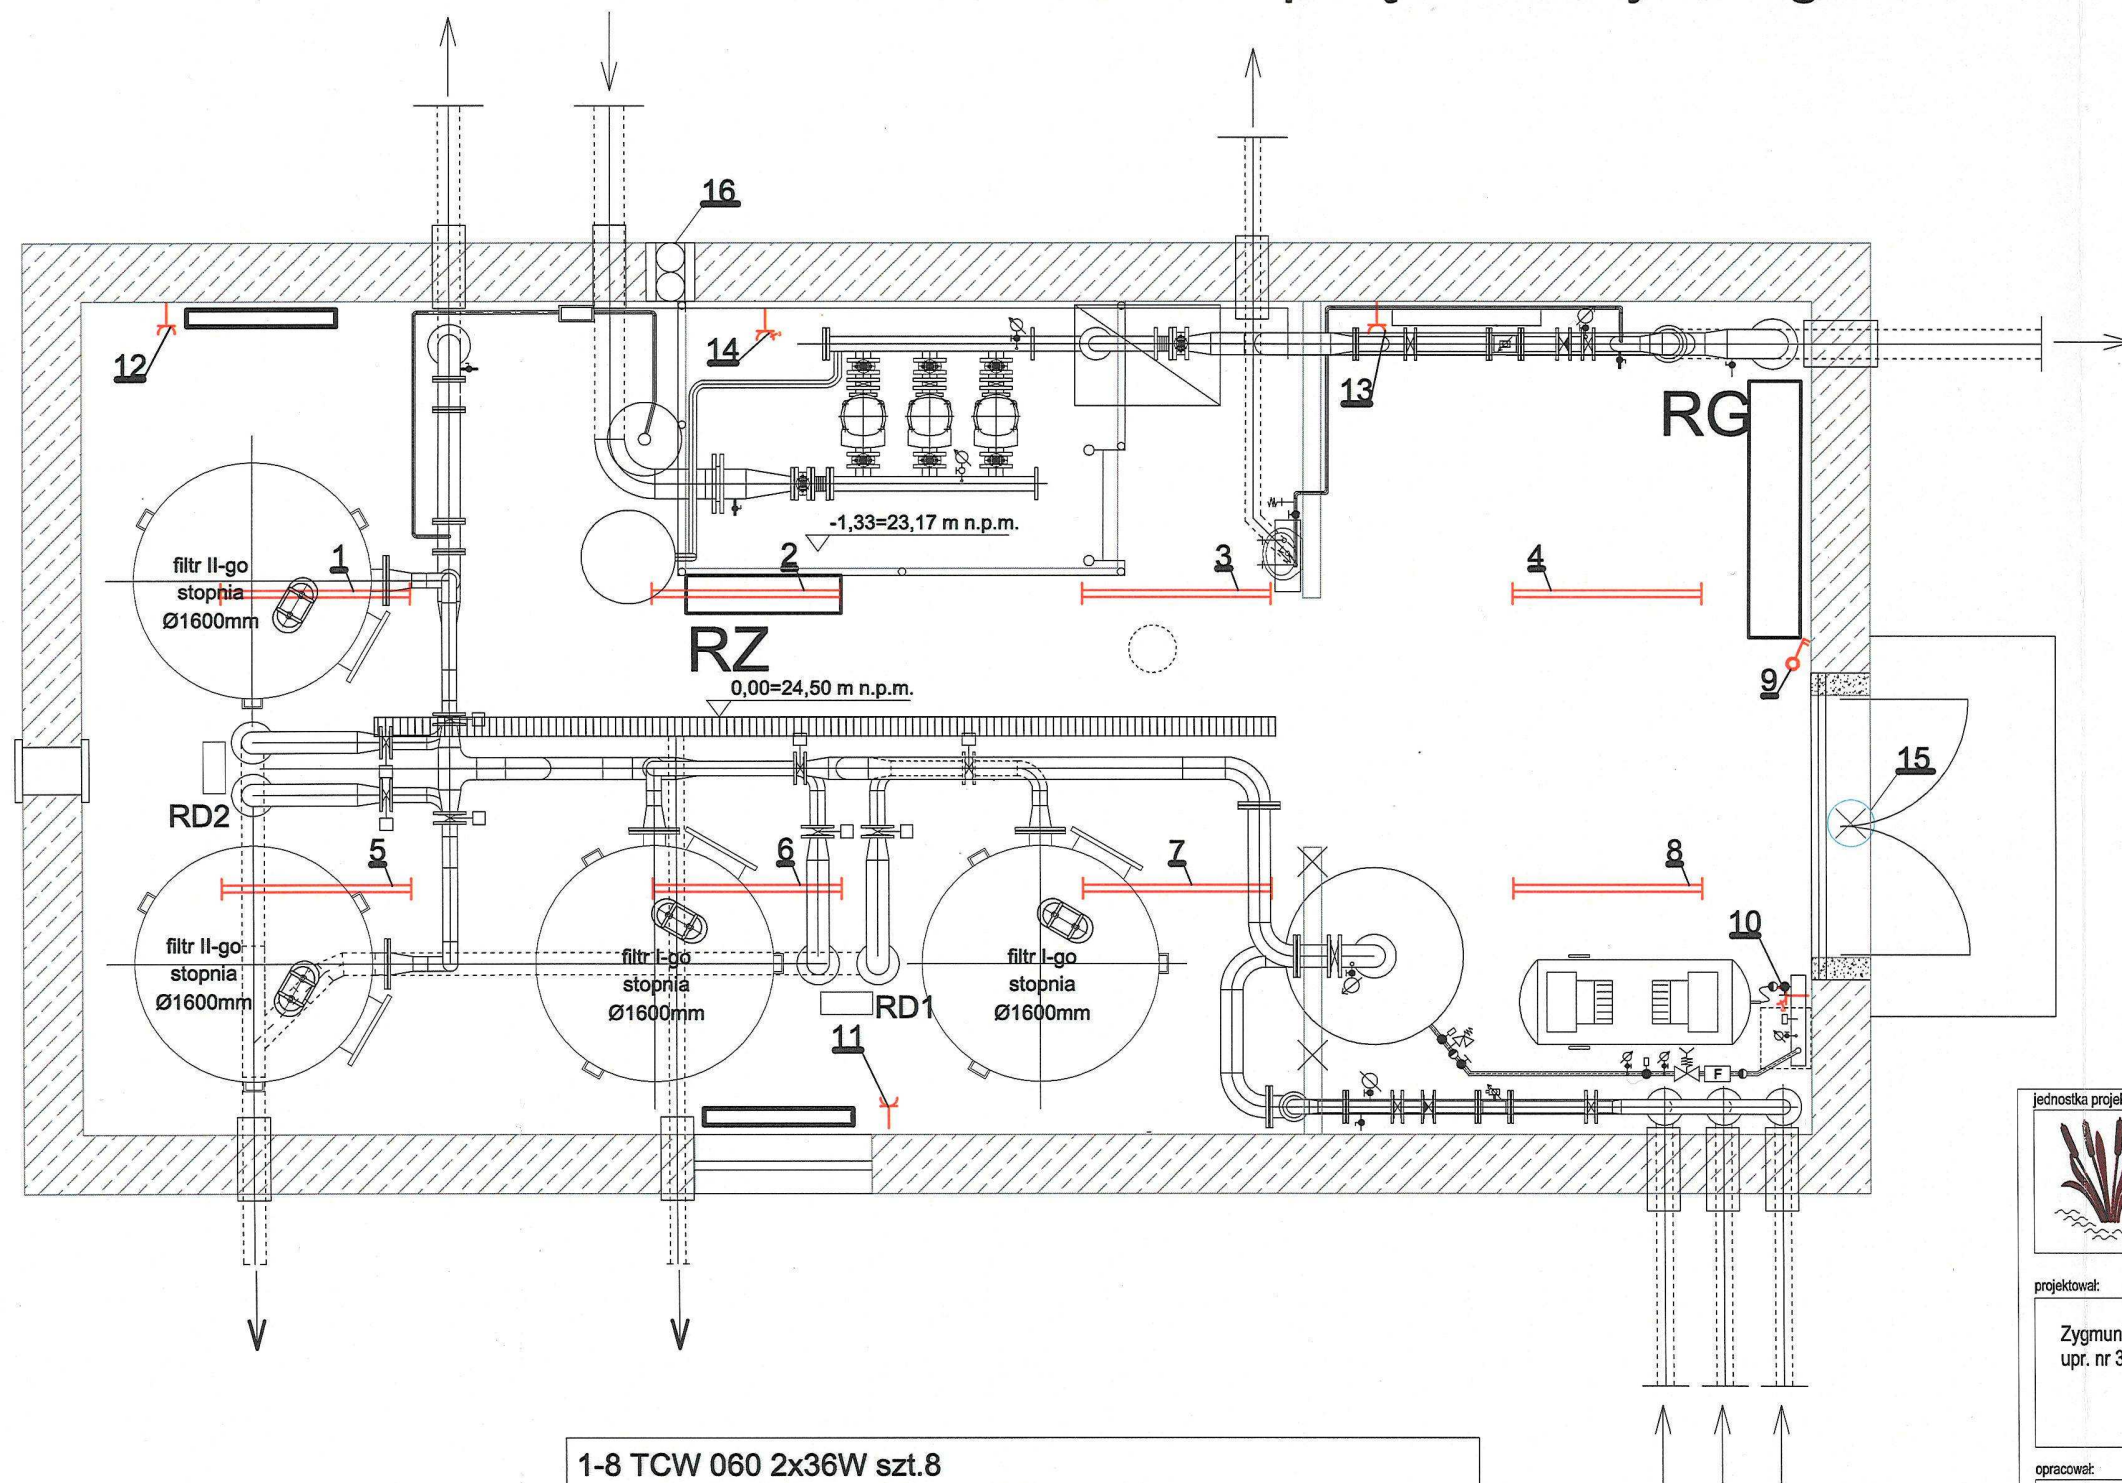 16
12
14
13
RG
-1,33=23,17 m n.p.m.
1
2
3
4
filtr II-go
stopnia
Ø1600mm
RZ
0,00=24,50 m n.p.m.
9
15
RD2
5
6
7
8
10
filtr II-go
stopnia
Ø1600mm
filtr I-go
stopnia
Ø1600mm
filtr I-go
stopnia
Ø1600mm
RD1
11
F
jednostka projek
projektował:
Zygmun
upr. nr 3
opracował:
1-8 TCW 060 2x36W szt.8